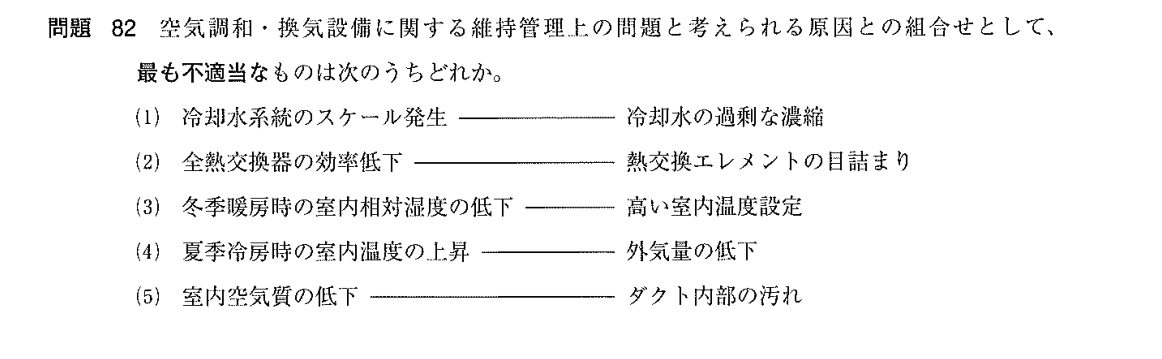 問題 82 空気調和・換気設備に関する維持管理上の問題と考えられる原因との組合せとして、
最も不適当なものは次のうちどれか。
(1) 冷却水系統のスケール発生 ―――― 冷却水の過剰な濃縮
(2) 全熱交換器の効率低下 ―――― 熱交換エレメントの目詰まり
(3) 冬季暖房時の室内相対湿度の低下 ―――― 高い室内温度設定
(4) 夏季冷房時の室内温度の上昇 ―――― 外気量の低下
(5) 室内空気質の低下 ―――― ダクト内部の汚れ